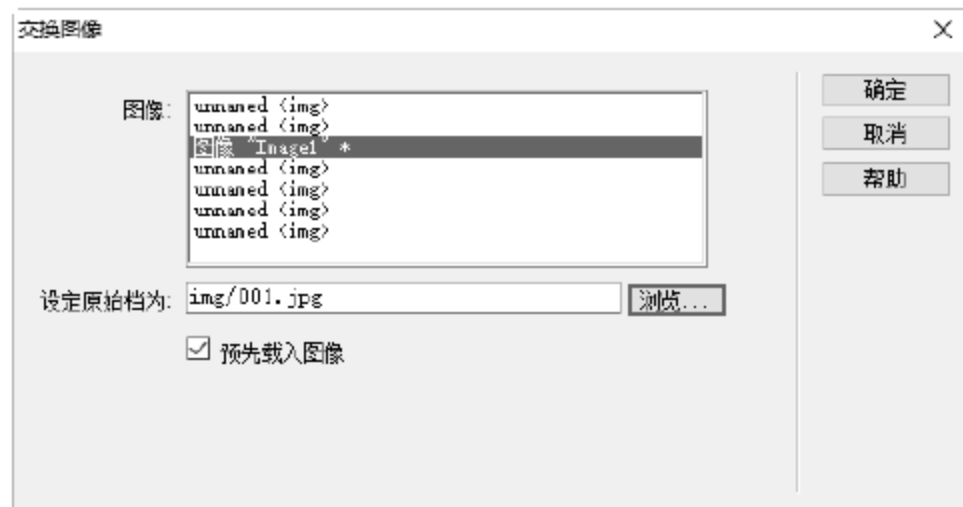 交换图像
图像:
unnamed <img>
unnamed <img>
图像 "Image1" *
unnamed <img>
unnamed <img>
unnamed <img>
unnamed <img>
设定原始档为:
img/001.jpg
浏览...
预先载入图像
确定
取消
帮助